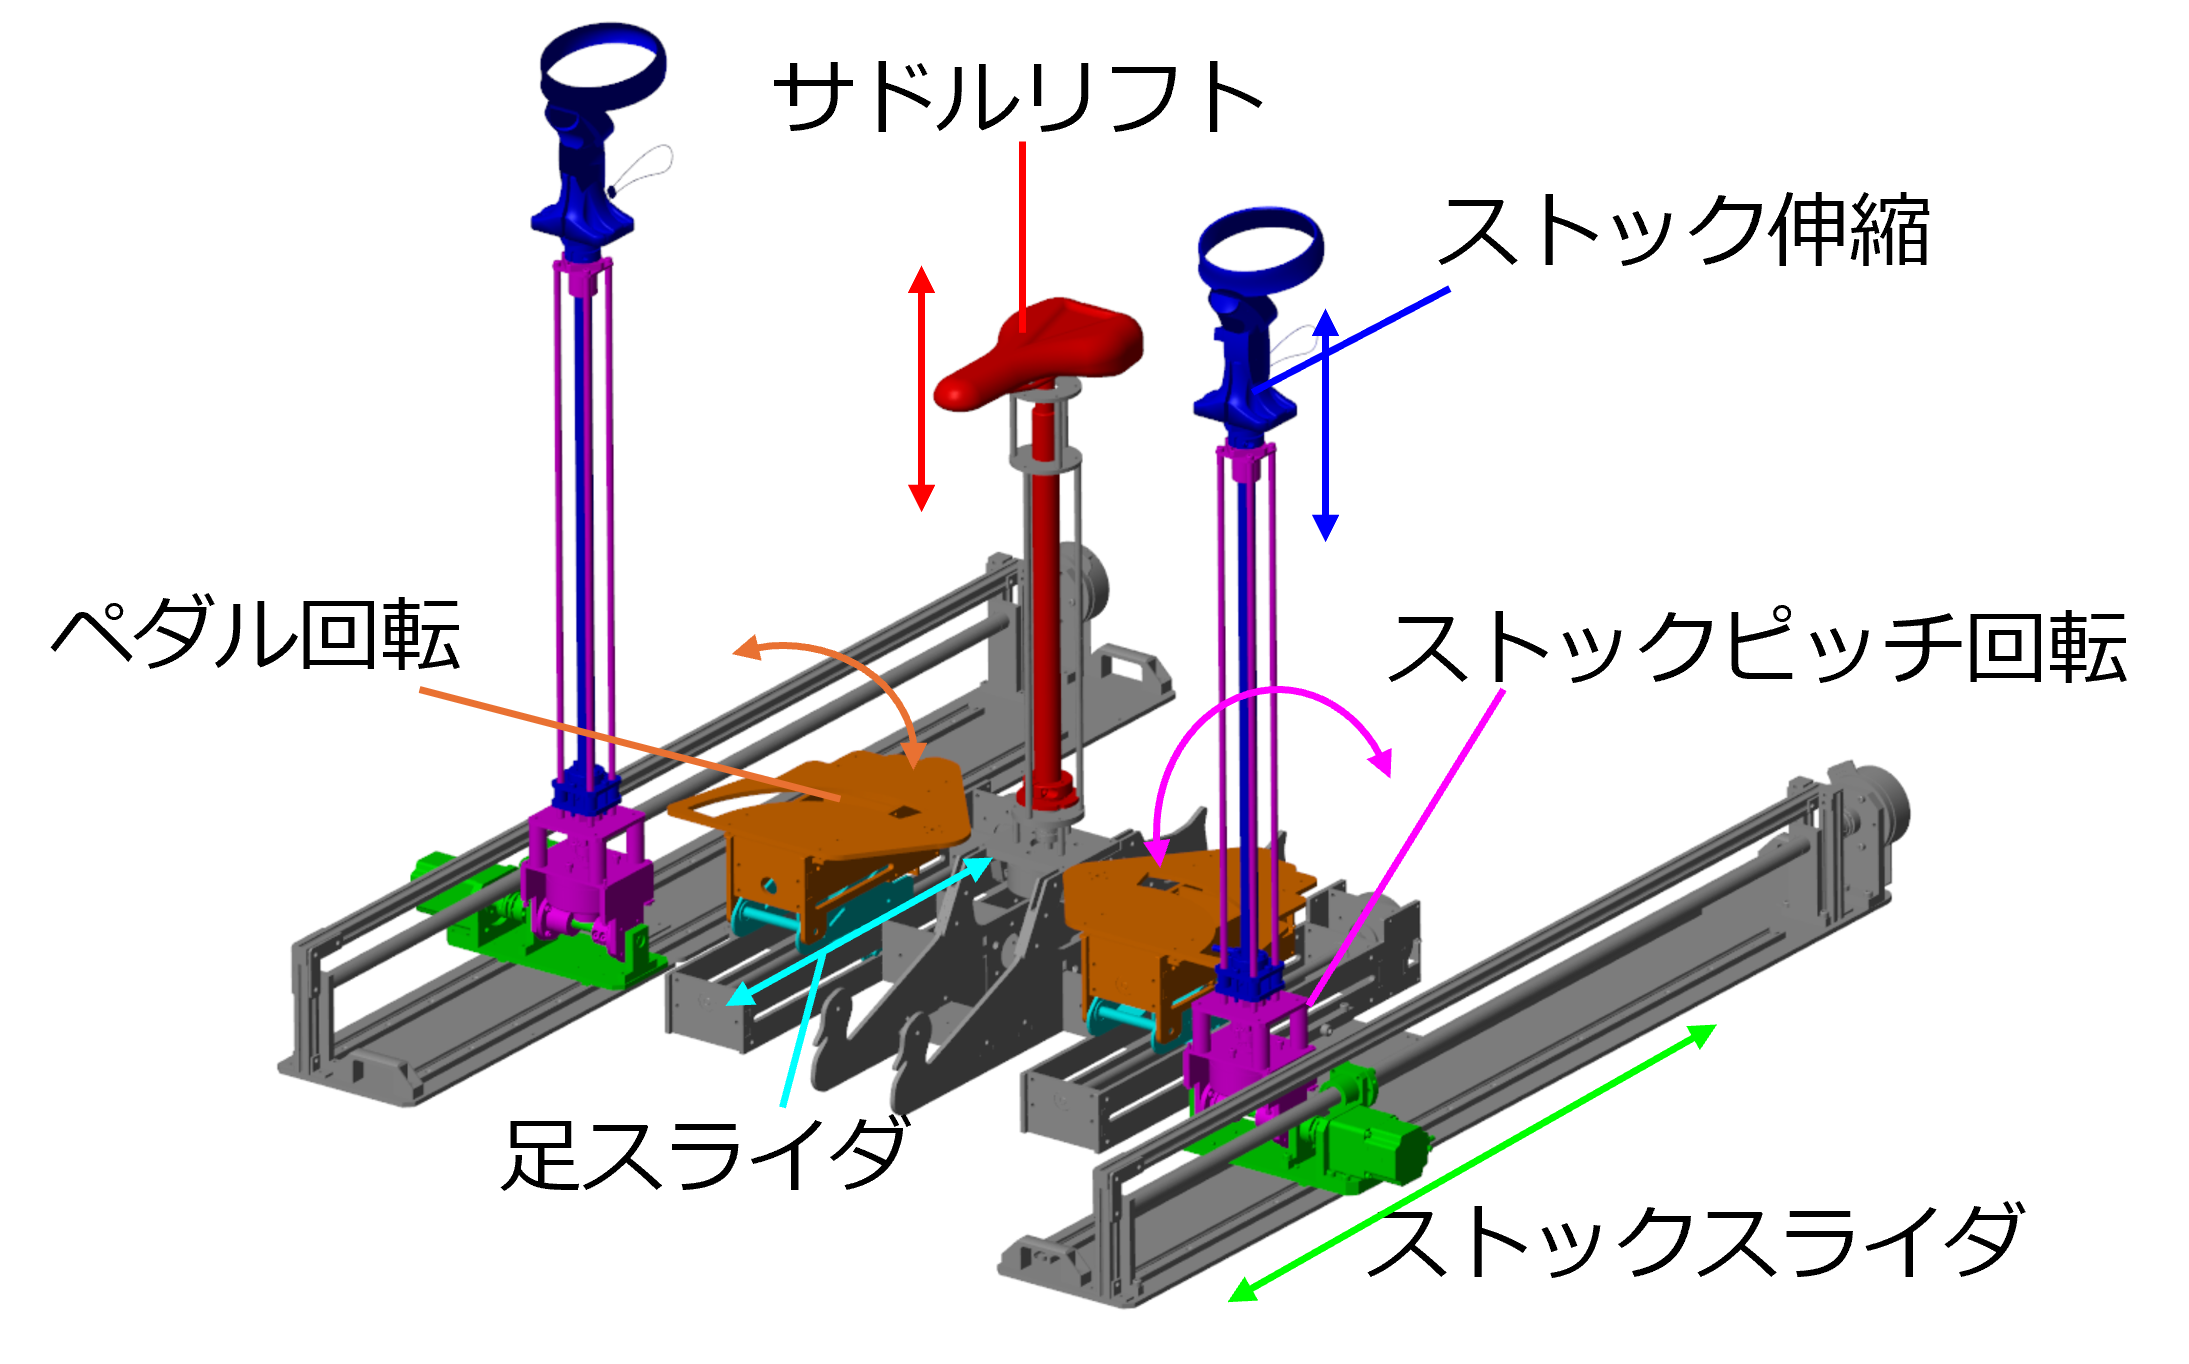 サドルリフト
ストック伸縮
ペダル回転
ストックピッチ回転
足スライダ
ストックスライダ